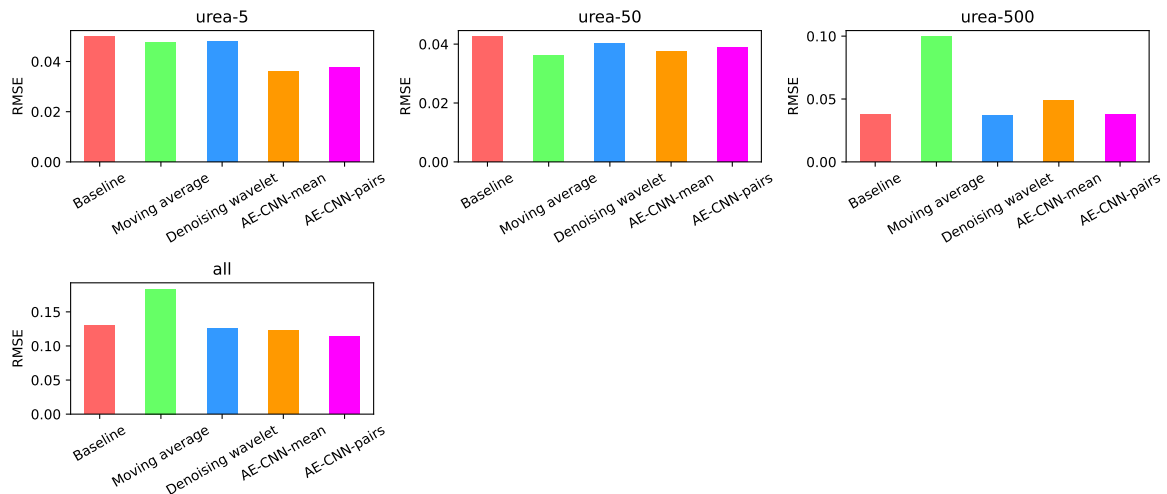 urea-5
RMSE
0.04
0.02
0.00
Baseline
Moving average
Denoising wavelet
AE-CNN-mean
AE-CNN-pairs
urea-50
RMSE
0.04
0.02
0.00
Baseline
Moving average
Denoising wavelet
AE-CNN-mean
AE-CNN-pairs
urea-500
RMSE
0.10
0.05
0.00
Baseline
Moving average
Denoising wavelet
AE-CNN-mean
AE-CNN-pairs
all
RMSE
0.15
0.10
0.05
0.00
Baseline
Moving average
Denoising wavelet
AE-CNN-mean
AE-CNN-pairs